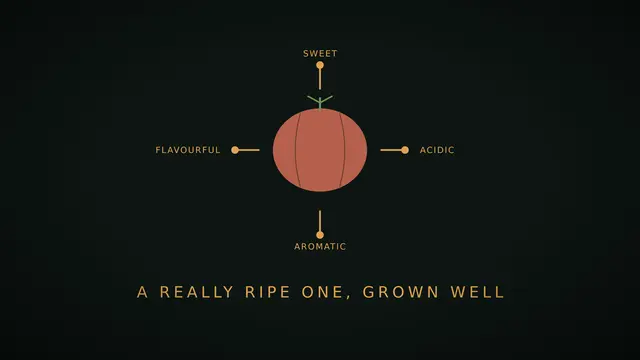 SWEET
FLAVOURFUL
ACIDIC
AROMATIC
A REALLY RIPE ONE, GROWN WELL